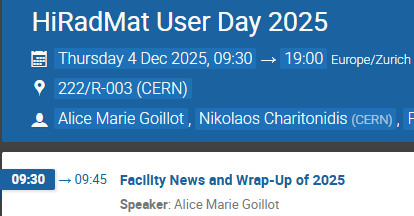 HiRadMat User Day 2025
Thursday 4 Dec 2025, 09:30 → 19:00 Europe/Zurich
222/R-003 (CERN)
Alice Marie Goillot , Nikolaos Charitonidis (CERN) ,
09:30 → 09:45 Facility News and Wrap-Up of 2025
Speaker: Alice Marie Goillot